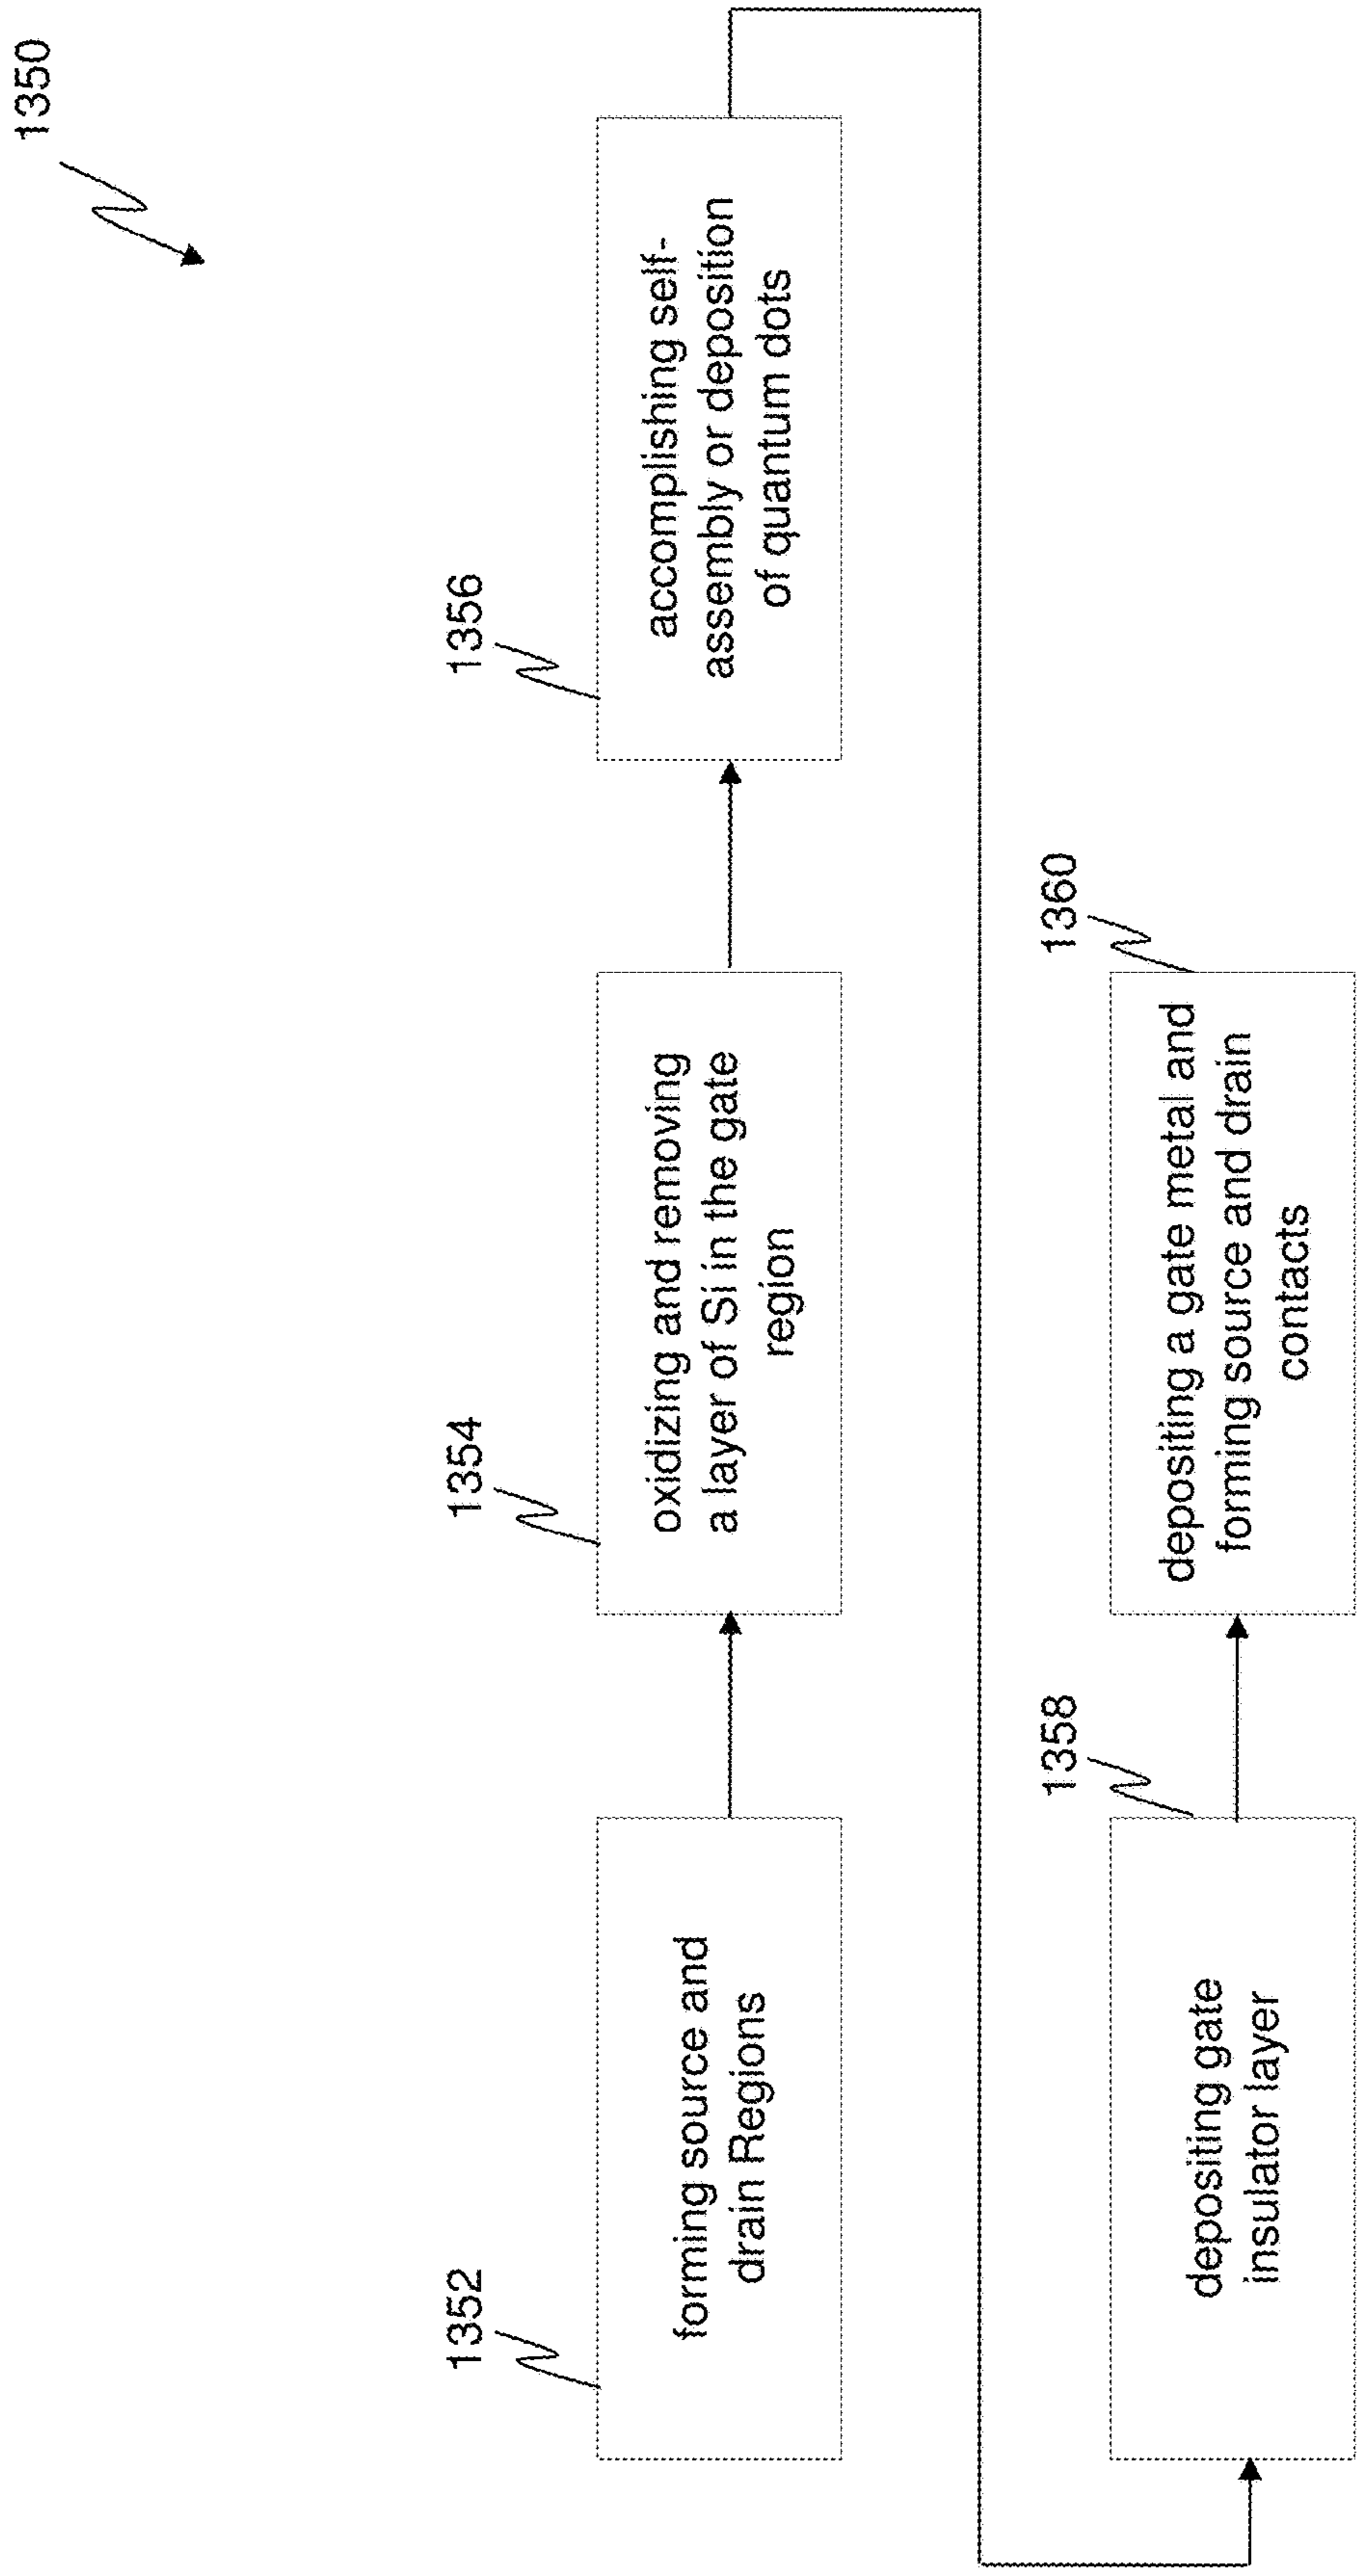 1350
1352
forming source and
drain Regions
1354
oxidizing and removing
a layer of Si in the gate
region
1356
accomplishing self-
assembly or deposition
of quantum dots
1358
depositing gate
insulator layer
1360
depositing a gate metal and
forming source and drain
contacts